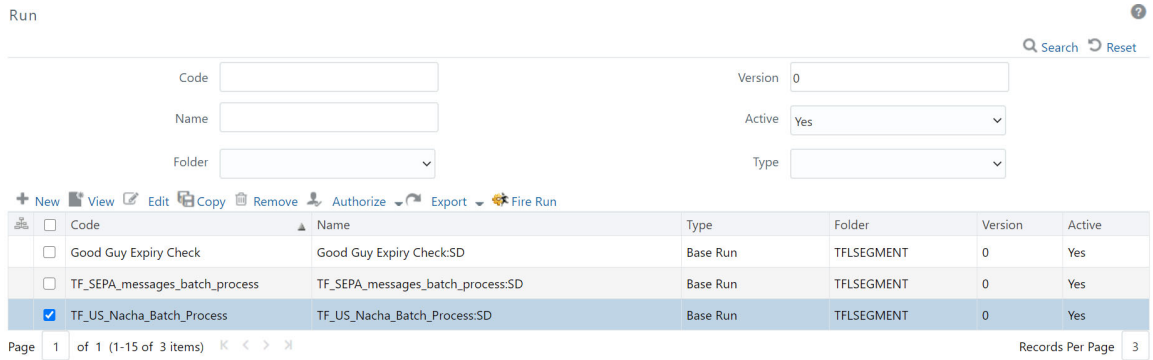 Run
Search Reset
Code Version 0
Name Active Yes
Folder Type
New View Edit Copy Remove Authorize Export Fire Run
Code Name Type Folder Version Active
Good Guy Expiry Check Good Guy Expiry Check:SD Base Run TFLSEGMENT 0 Yes
TF_SEPA_messages_batch_process TF_SEPA_messages_batch_process:SD Base Run TFLSEGMENT 0 Yes
TF_US_Nacha_Batch_Process TF_US_Nacha_Batch_Process:SD Base Run TFLSEGMENT 0 Yes
Page 1 of 1 (1-15 of 3 items) Records Per Page 3